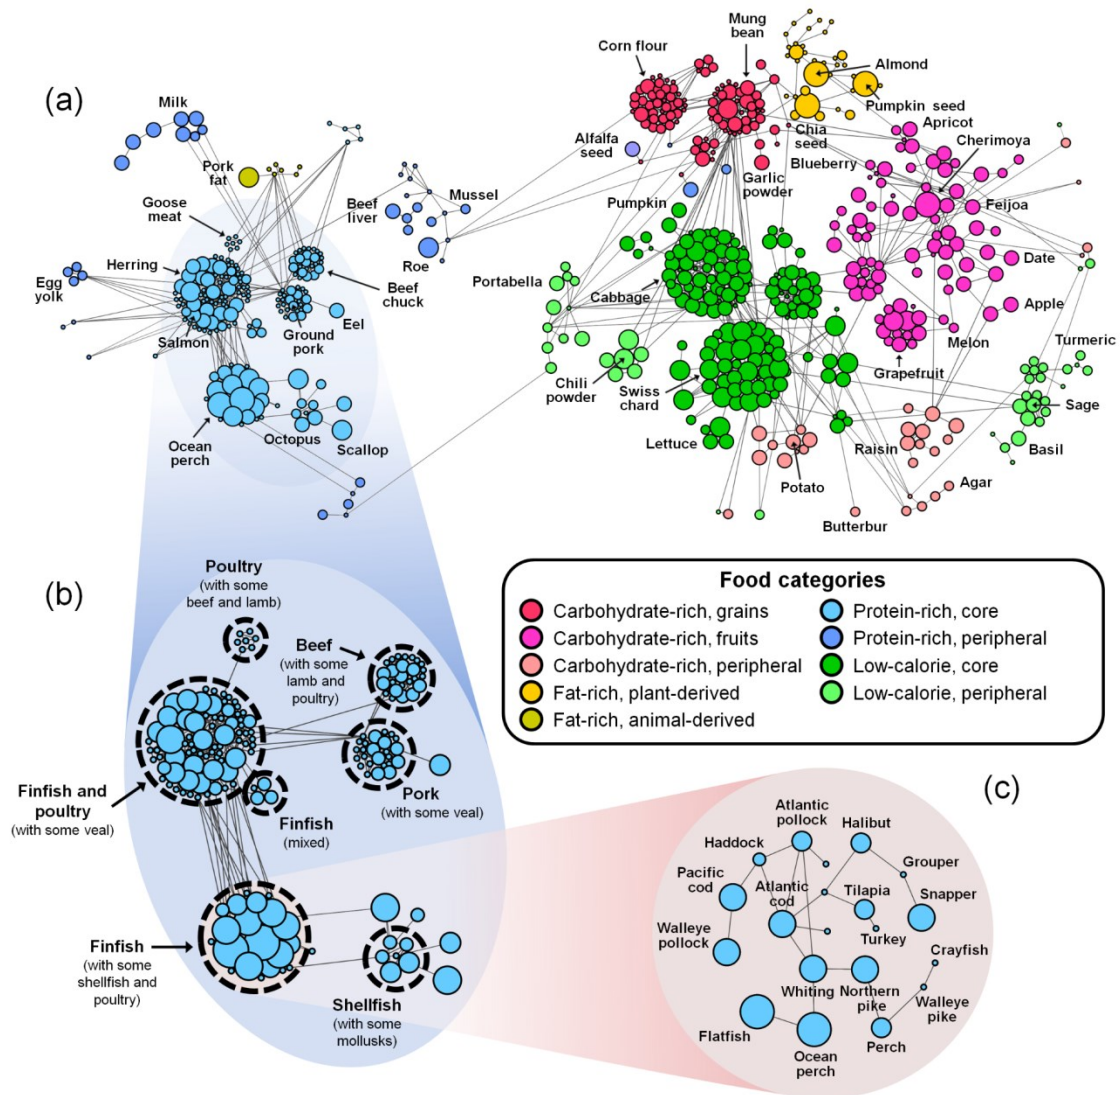 (a)
Milk
Pork
fat
Goose
meat
Herring
Egg
yolk
Salmon
Ground
pork
Beef
chuck
Eel
Ocean
perch
Octopus
Scallop
Beef
liver
Mussel
Roe
Corn flour
Mung
bean
Almond
Pumpkin seed
Chia
seed
Alfalfa
seed
Garlic
powder
Apricot
Cherimoya
Blueberry
Feijoa
Date
Apple
Melon
Grapefruit
Pumpkin
Portabella
Cabbage
Chili
powder
Swiss
chard
Lettuce
Potato
Raisin
Turmeric
Sage
Basil
Agar
Butterbur
(b)
Poultry
(with some
beef and lamb)
Beef
(with some
lamb and
poultry)
Finfish and
poultry
(with some veal)
Finfish
(mixed)
Pork
(with some veal)
Finfish
(with some
shellfish and
poultry)
Shellfish
(with some
mollusks)
Food categories
Carbohydrate-rich, grains
Carbohydrate-rich, fruits
Carbohydrate-rich, peripheral
Fat-rich, plant-derived
Fat-rich, animal-derived
Protein-rich, core
Protein-rich, peripheral
Low-calorie, core
Low-calorie, peripheral
(c)
Atlantic
pollock
Halibut
Haddock
Grouper
Pacific
cod
Atlantic
cod
Tilapia
Snapper
Walleye
pollock
Turkey
Crayfish
Whiting
Northern
pike
Walleye
pike
Flatfish
Ocean
perch
Perch